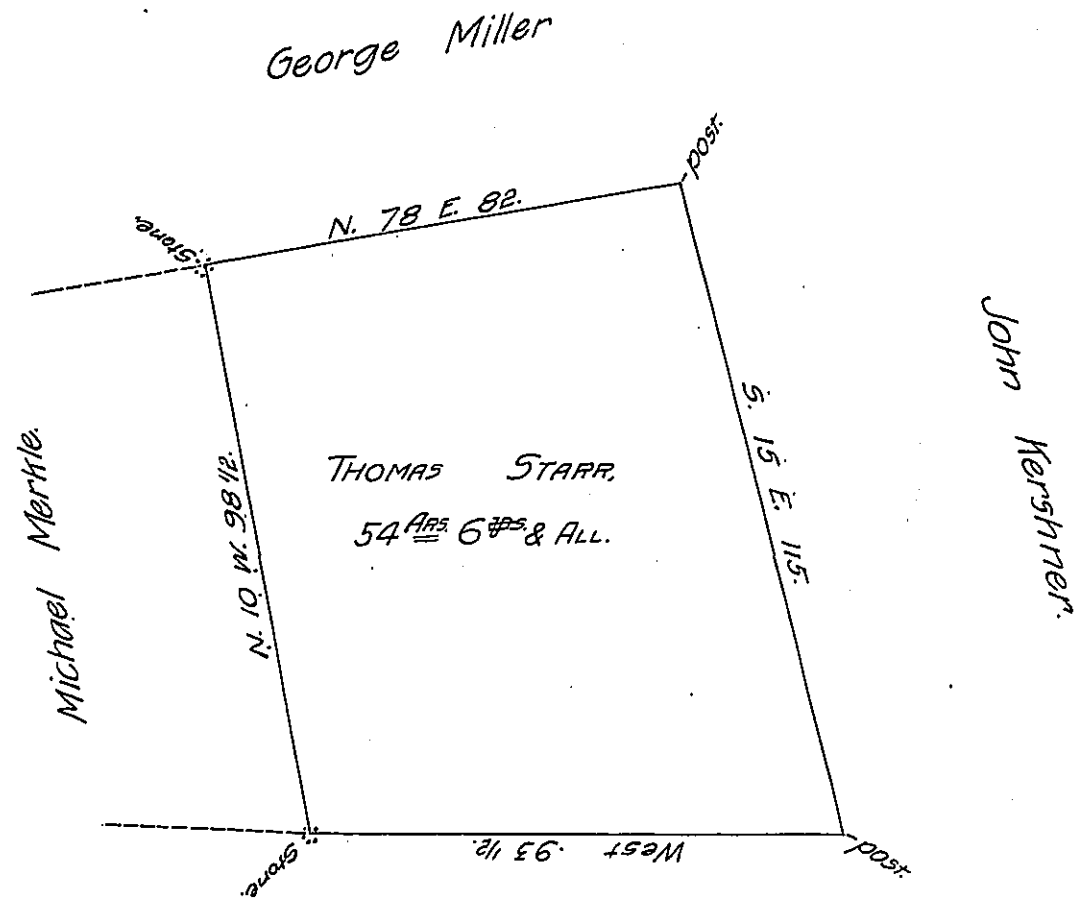 George Miller
post.
N. 78 E. 82.
Stone.
John Kershner.
S. 15 E. 115.
Michael Merkle.
N. 10 W. 98 1/2.
THOMAS STARR,
54 ARS. 6 PS. & ALL.
West .93 1/2.
Stone.
post.